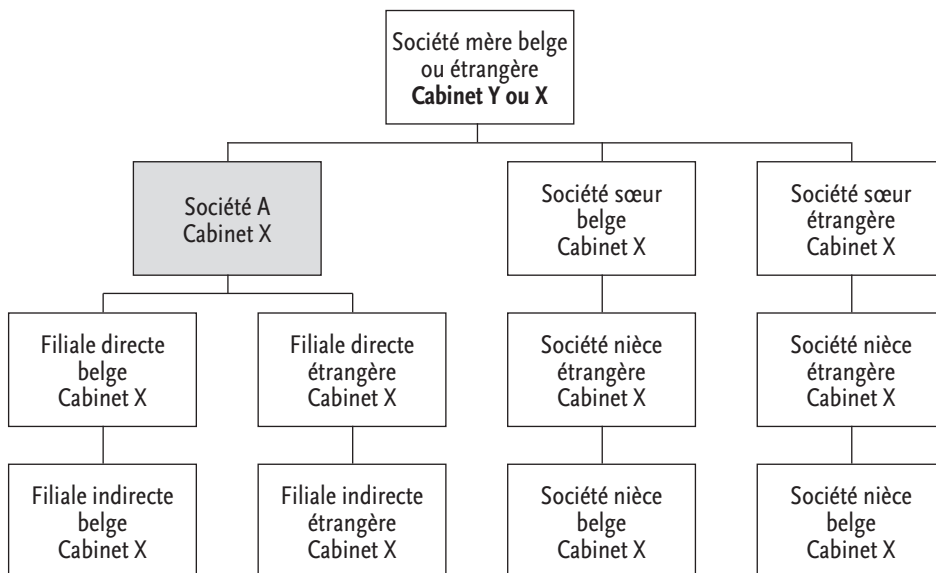 Société mère belge
ou étrangère
Cabinet Y ou X
Société A
Cabinet X
Société sœur
belge
Cabinet X
Société sœur
étrangère
Cabinet X
Filiale directe
belge
Cabinet X
Filiale directe
étrangère
Cabinet X
Société nièce
étrangère
Cabinet X
Société nièce
étrangère
Cabinet X
Filiale indirecte
belge
Cabinet X
Filiale indirecte
étrangère
Cabinet X
Société nièce
belge
Cabinet X
Société nièce
belge
Cabinet X